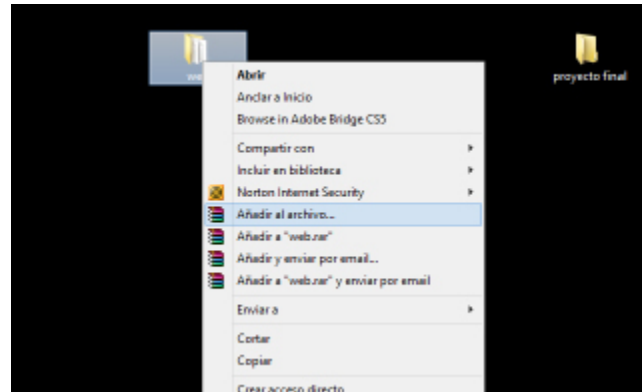 we
proyecto final
Abrir
Anclar a Inicio
Browse in Adobe Bridge CS5
Compartir con
Incluir en biblioteca
Norton Internet Security
Añadir al archivo...
Añadir a "web.rar"
Añadir y enviar por email...
Añadir a "web.rar" y enviar por email
Enviar a
Cortar
Copiar
Crear acceso directo